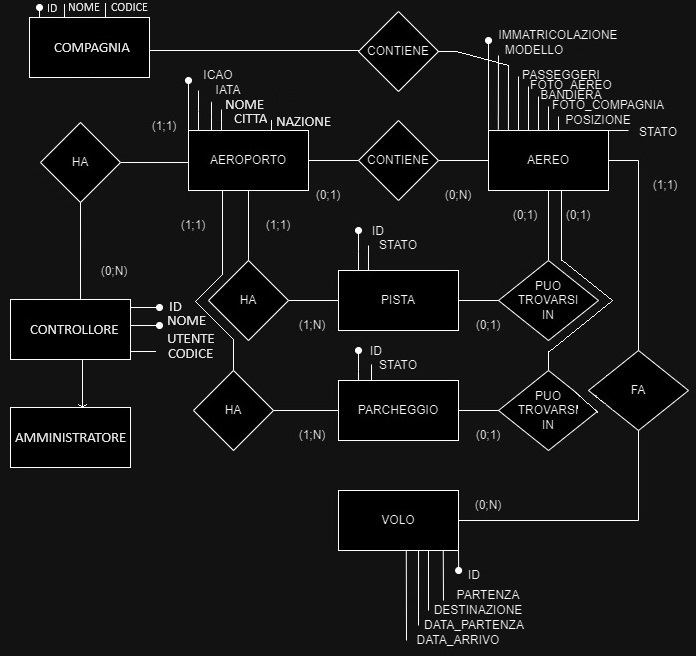 ID
NOME
CODICE
COMPAGNIA
CONTIENE
IMMATRICOLAZIONE
MODELLO
PASSEGGERI
FOTO_AEREO
BANDIERA
FOTO_COMPAGNIA
POSIZIONE
STATO
ICAO
IATA
NOME
CITTA
NAZIONE
(1;1)
HA
AEROPORTO
CONTIENE
AEREO
(0;1)
(0;N)
(1;1)
(1;1)
(1;1)
(0;1)
(0;1)
ID
STATO
(0;N)
HA
PISTA
PUO
TROVARSI
IN
(1;N)
(0;1)
CONTROLLORE
ID
NOME
UTENTE
CODICE
ID
STATO
HA
PARCHEGGIO
PUO
TROVARSI
IN
FA
(1;N)
(0;1)
AMMINISTRATORE
VOLO
(0;N)
ID
PARTENZA
DESTINAZIONE
DATA_PARTENZA
DATA_ARRIVO